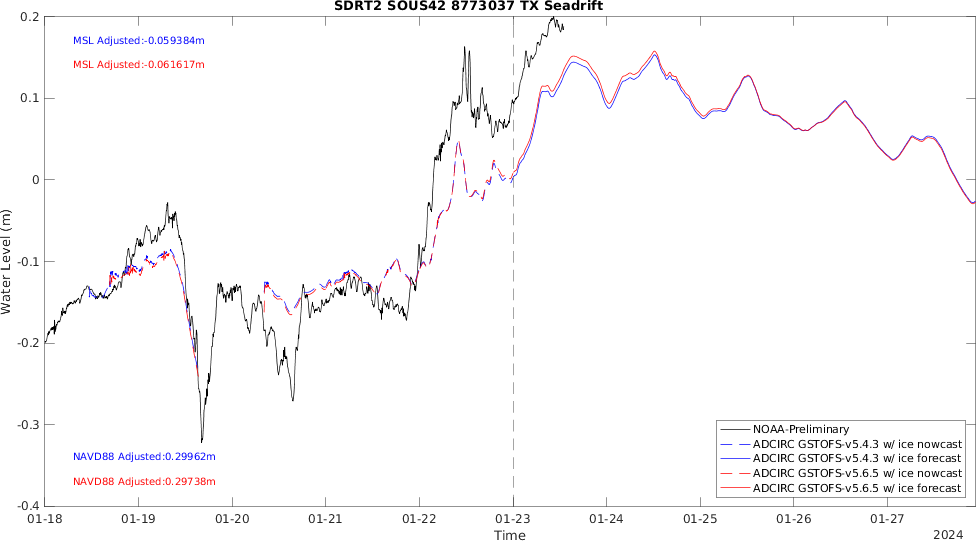 SDRT2 SOUS42 8773037 TX Seadrift
0.2
MSL Adjusted:-0.059384m
MSL Adjusted:-0.061617m
0.1
0
-0.1
Water Level (m)
-0.2
-0.3
NAVD88 Adjusted:0.29962m
NAVD88 Adjusted:0.29738m
-0.4
NOAA-Preliminary
ADCIRC GSTOFS-v5.4.3 w/ ice nowcast
ADCIRC GSTOFS-v5.4.3 w/ ice forecast
ADCIRC GSTOFS-v5.6.5 w/ ice nowcast
ADCIRC GSTOFS-v5.6.5 w/ ice forecast
01-18 01-19 01-20 01-21 01-22 01-23 01-24 01-25 01-26 01-27
Time
2024